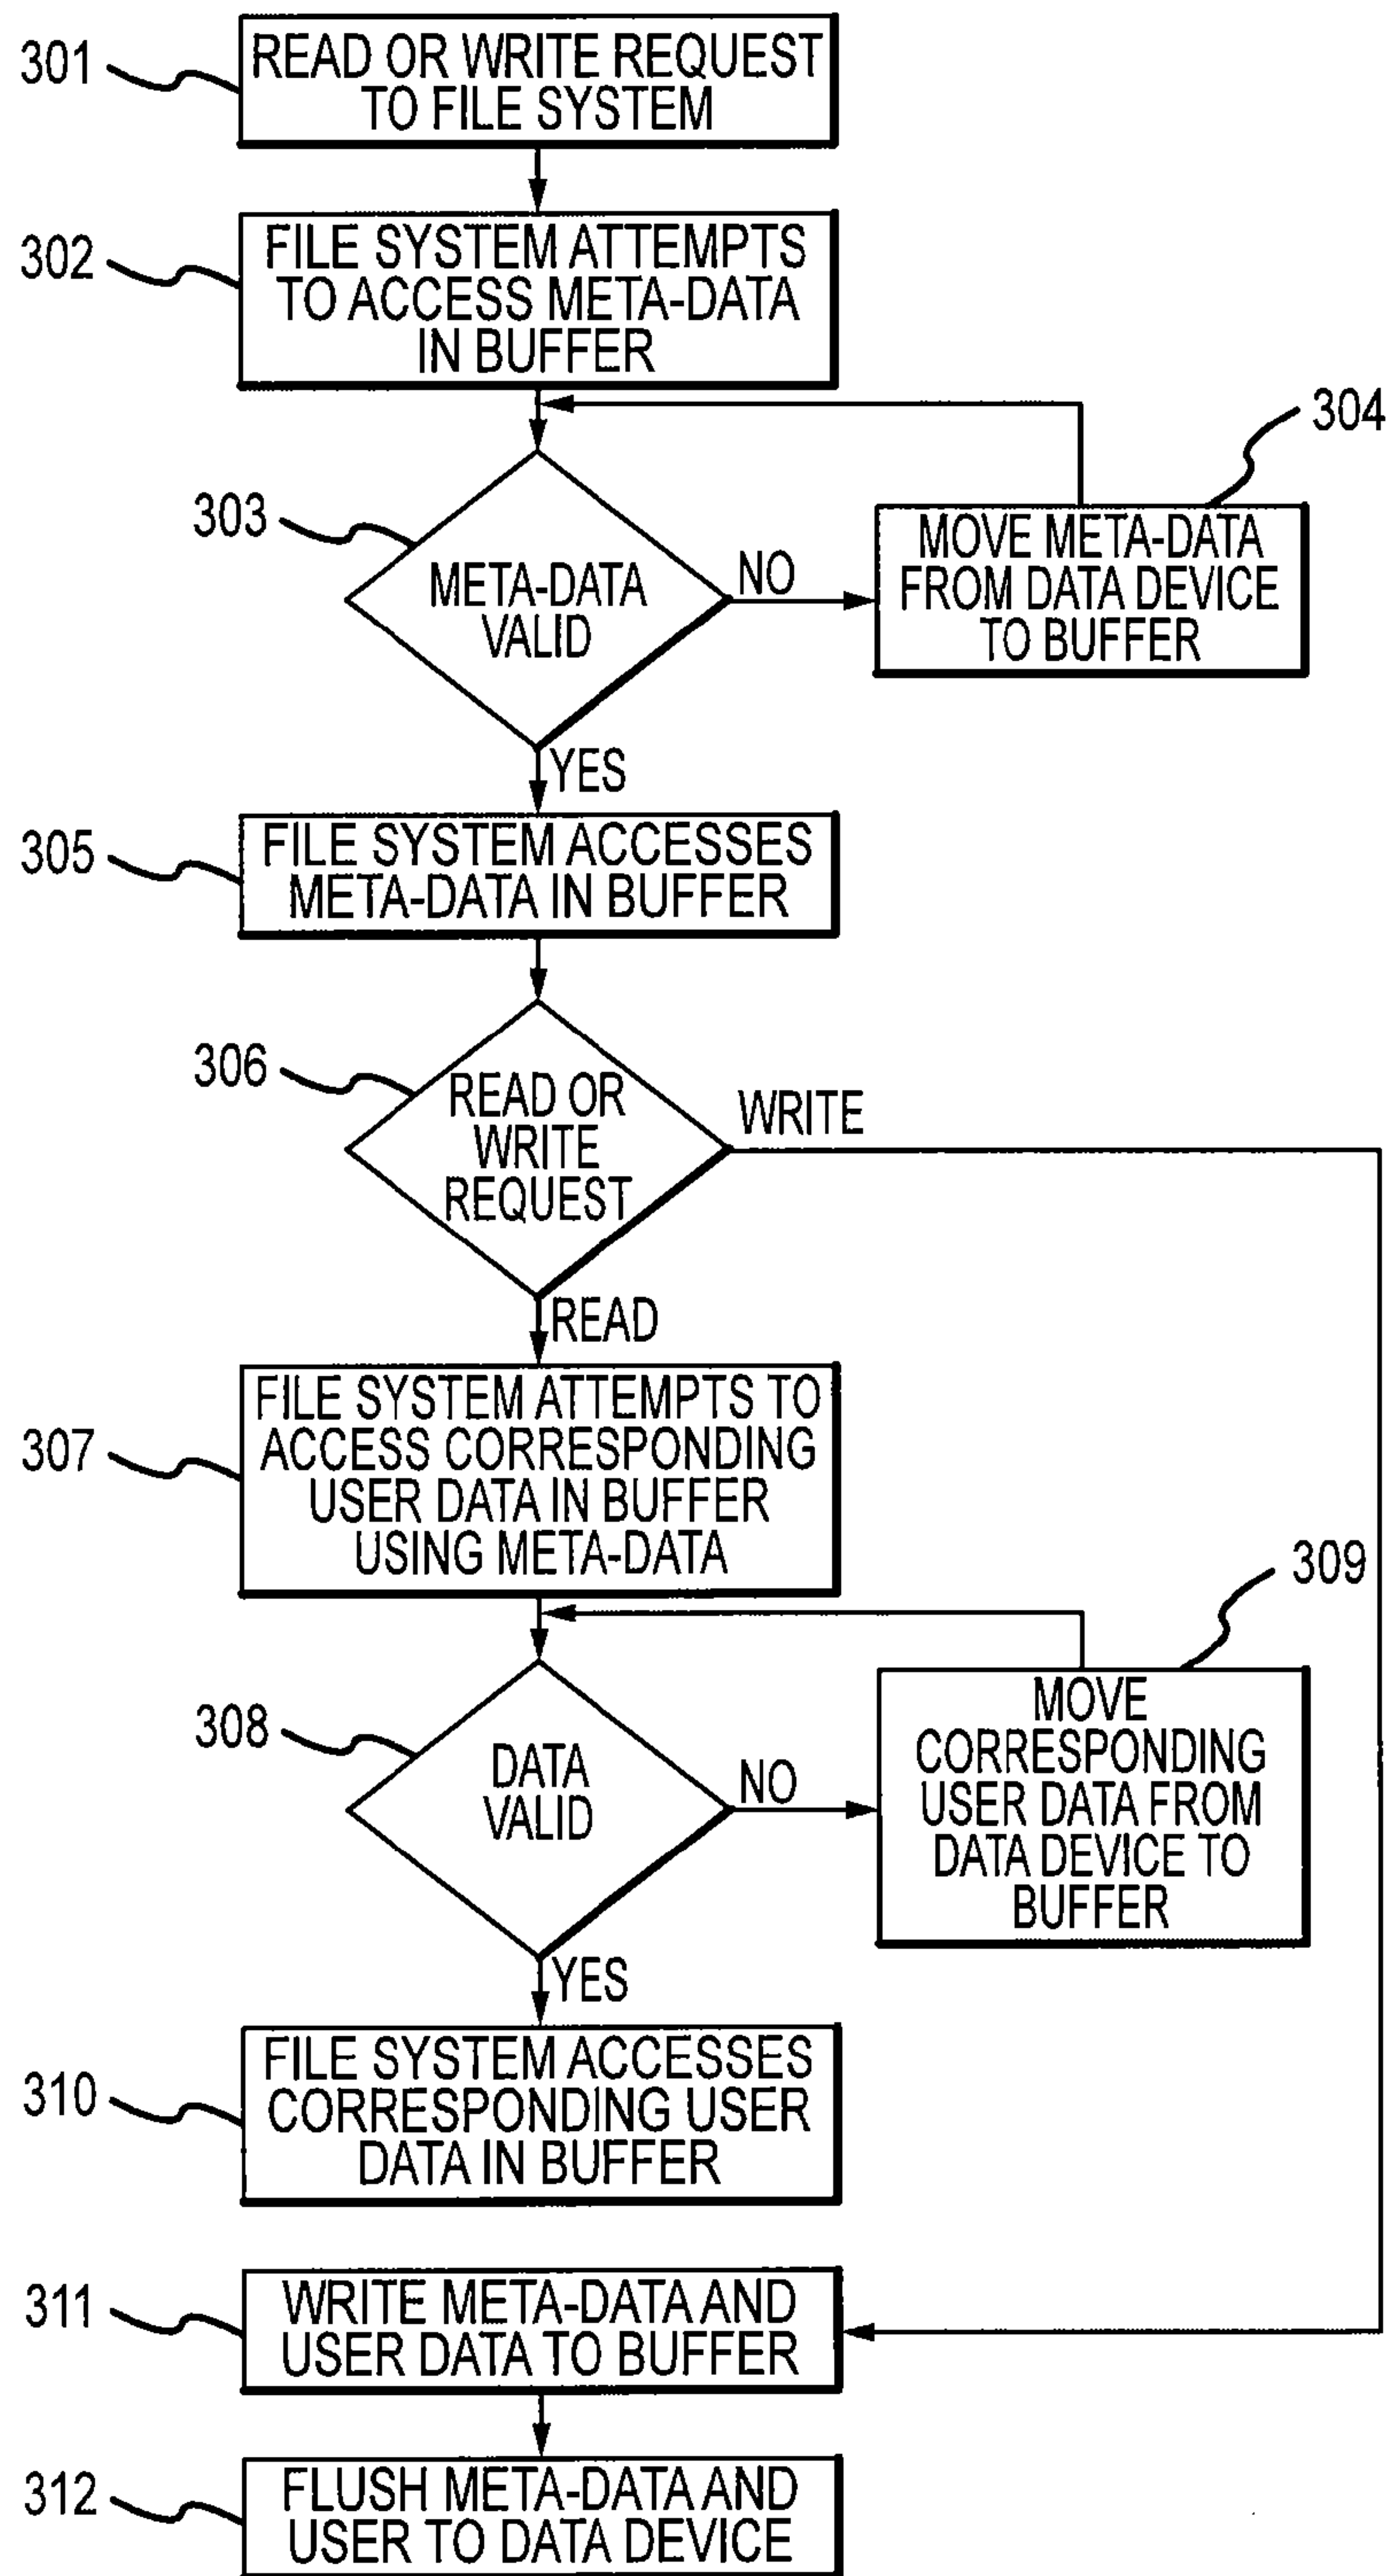 301
READ OR WRITE REQUEST
TO FILE SYSTEM
302
FILE SYSTEM ATTEMPTS
TO ACCESS META-DATA
IN BUFFER
303
META-DATA
VALID
NO
304
MOVE META-DATA
FROM DATA DEVICE
TO BUFFER
YES
305
FILE SYSTEM ACCESSES
META-DATA IN BUFFER
306
READ OR
WRITE
REQUEST
WRITE
READ
307
FILE SYSTEM ATTEMPTS TO
ACCESS CORRESPONDING
USER DATA IN BUFFER
USING META-DATA
308
DATA
VALID
NO
309
MOVE
CORRESPONDING
USER DATA FROM
DATA DEVICE TO
BUFFER
YES
310
FILE SYSTEM ACCESSES
CORRESPONDING USER
DATA IN BUFFER
311
WRITE META-DATA AND
USER DATA TO BUFFER
312
FLUSH META-DATA AND
USER TO DATA DEVICE